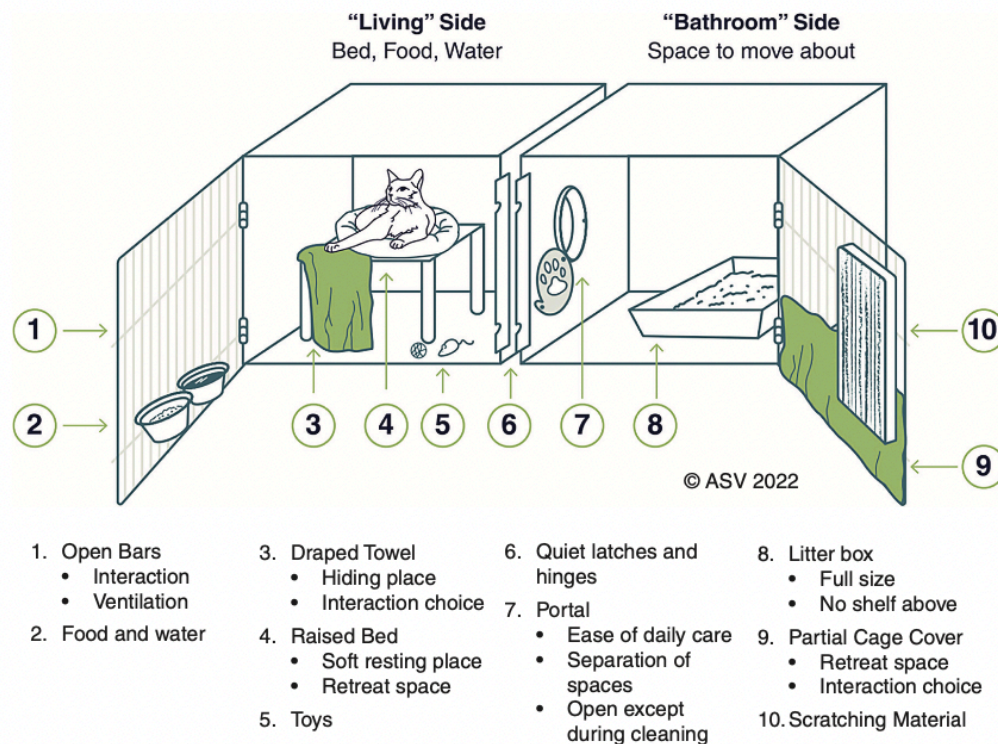 “Living” Side
Bed, Food, Water
“Bathroom” Side
Space to move about
1
2
3
4
5
6
7
8
9
10
© ASV 2022
1. Open Bars
• Interaction
• Ventilation
2. Food and water
3. Draped Towel
• Hiding place
• Interaction choice
4. Raised Bed
• Soft resting place
• Retreat space
5. Toys
6. Quiet latches and
hinges
7. Portal
• Ease of daily care
• Separation of
spaces
• Open except
during cleaning
8. Litter box
• Full size
• No shelf above
9. Partial Cage Cover
• Retreat space
• Interaction choice
10. Scratching Material